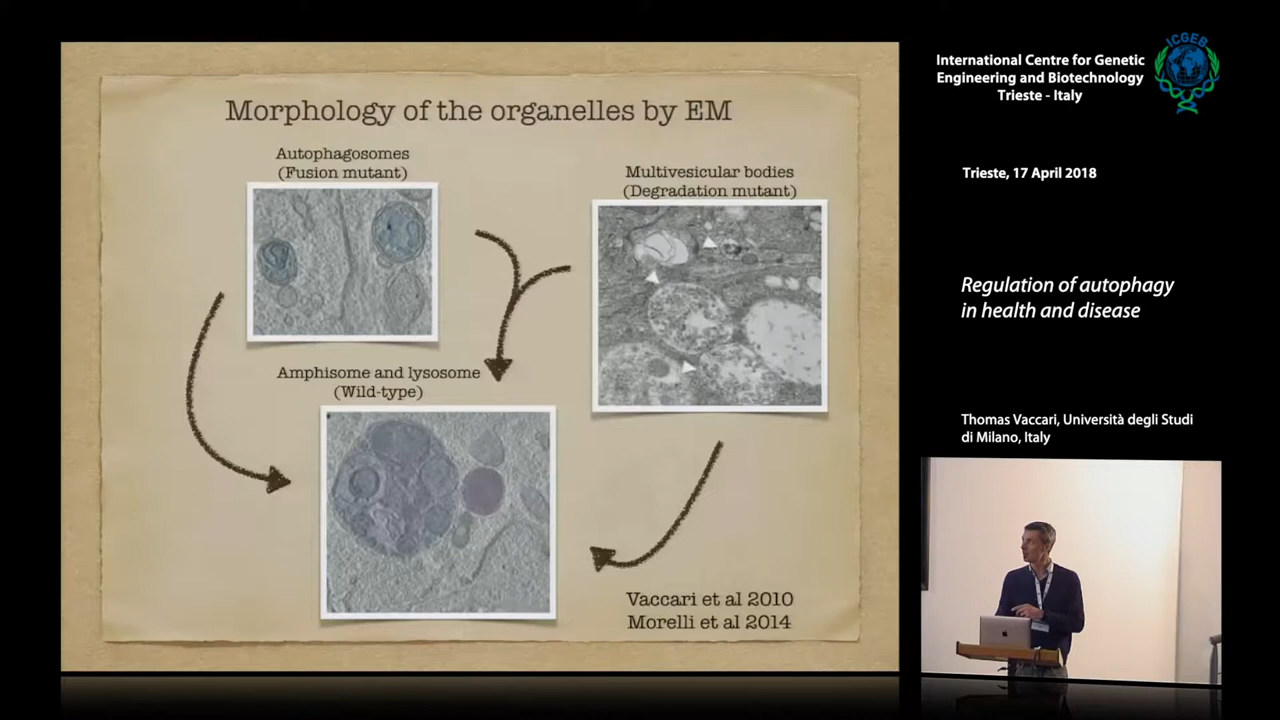 Morphology of the organelles by EM
Autophagosomes
(Fusion mutant)
Multivesicular bodies
(Degradation mutant)
Amphisome and lysosome
(Wild-type)
Vaccari et al 2010
Morelli et al 2014
International Centre for Genetic
Engineering and Biotechnology
Trieste - Italy
ICGEB
Trieste, 17 April 2018
Regulation of autophagy
in health and disease
Thomas Vaccari, Università degli Studi
di Milano, Italy